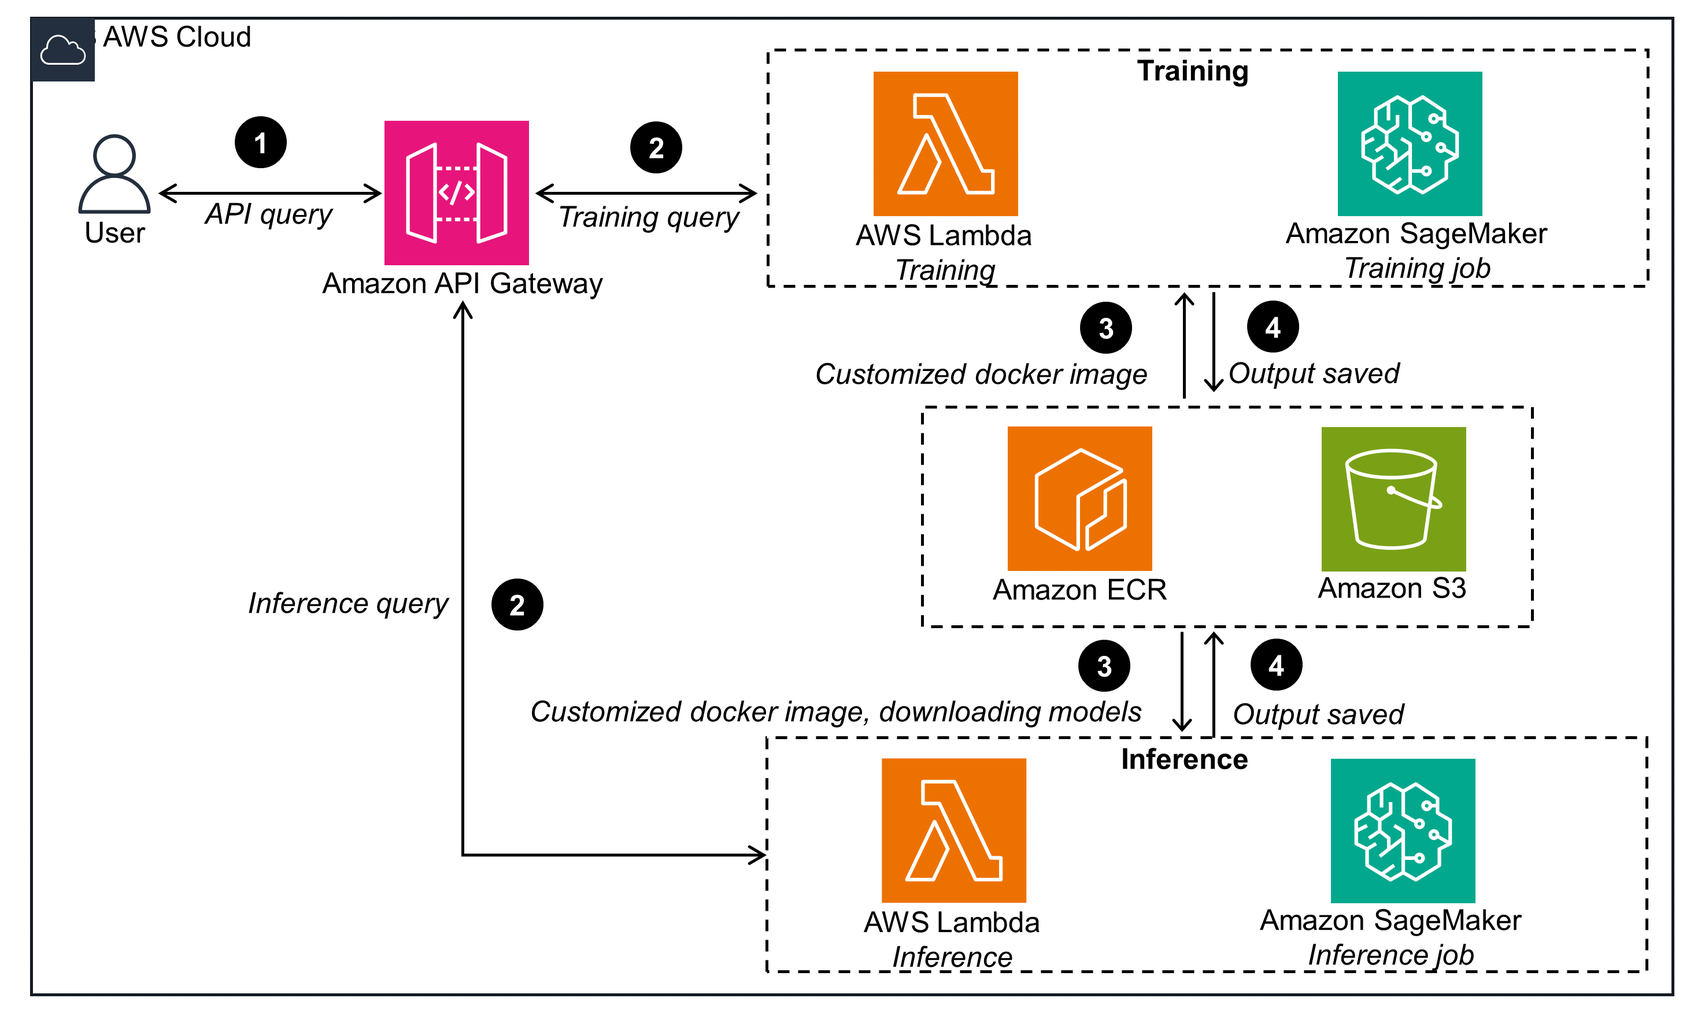 AWS Cloud
Training
1
2
API query
Training query
User
Amazon API Gateway
AWS Lambda
Training
Amazon SageMaker
Training job
3
4
Customized docker image
Output saved
Amazon ECR
Amazon S3
Inference query
2
3
4
Customized docker image, downloading models
Output saved
Inference
AWS Lambda
Inference
Amazon SageMaker
Inference job